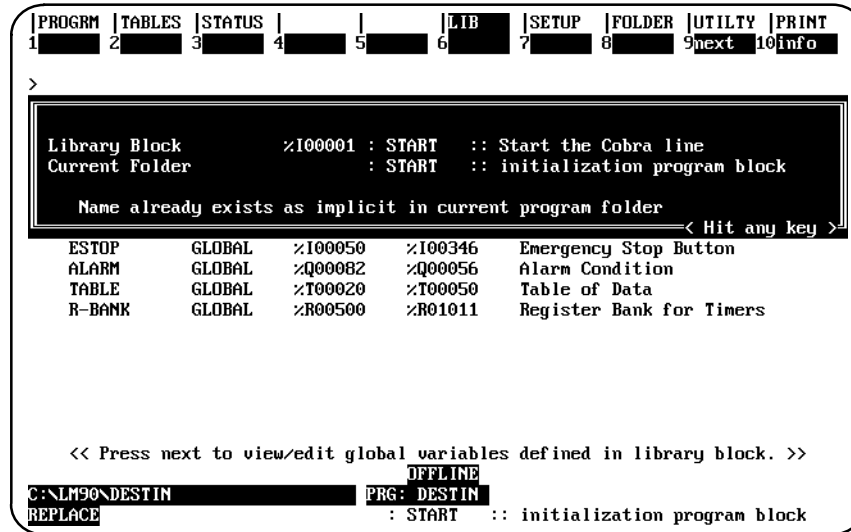 |PROGRM |TABLES |STATUS | | |LIB |SETUP |FOLDER |UTILTY |PRINT
1 2 3 4 5 6 7 8 9next 10info
>
Library Block %I00001 : START :: Start the Cobra line
Current Folder : START :: initialization program block
Name already exists as implicit in current program folder
< Hit any key >
ESTOP GLOBAL %I00050 %I00346 Emergency Stop Button
ALARM GLOBAL %Q00082 %Q00056 Alarm Condition
TABLE GLOBAL %T00020 %T00050 Table of Data
R-BANK GLOBAL %R00500 %R01011 Register Bank for Timers
<< Press next to view/edit global variables defined in library block. >>
OFFLINE
C:\LM90\DESTIN PRG: DESTIN
REPLACE : START :: initialization program block